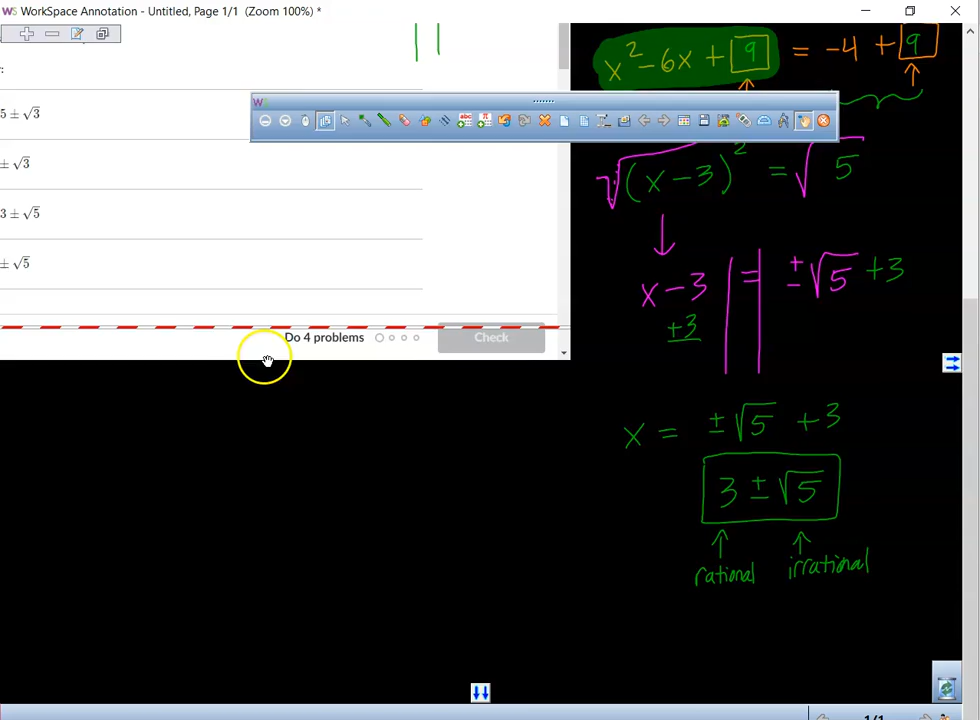 WorkSpace Annotation - Untitled, Page 1/1 (Zoom 100%) *
x² - 6x + 9 = -4 + 9
5 ± √3
± √3
3 ± √5
± √5
√(x - 3)² = √5
x - 3 = ± √5 + 3
+3
Do 4 problems
Check
x = ± √5 + 3
3 ± √5
rational irrational
1/1